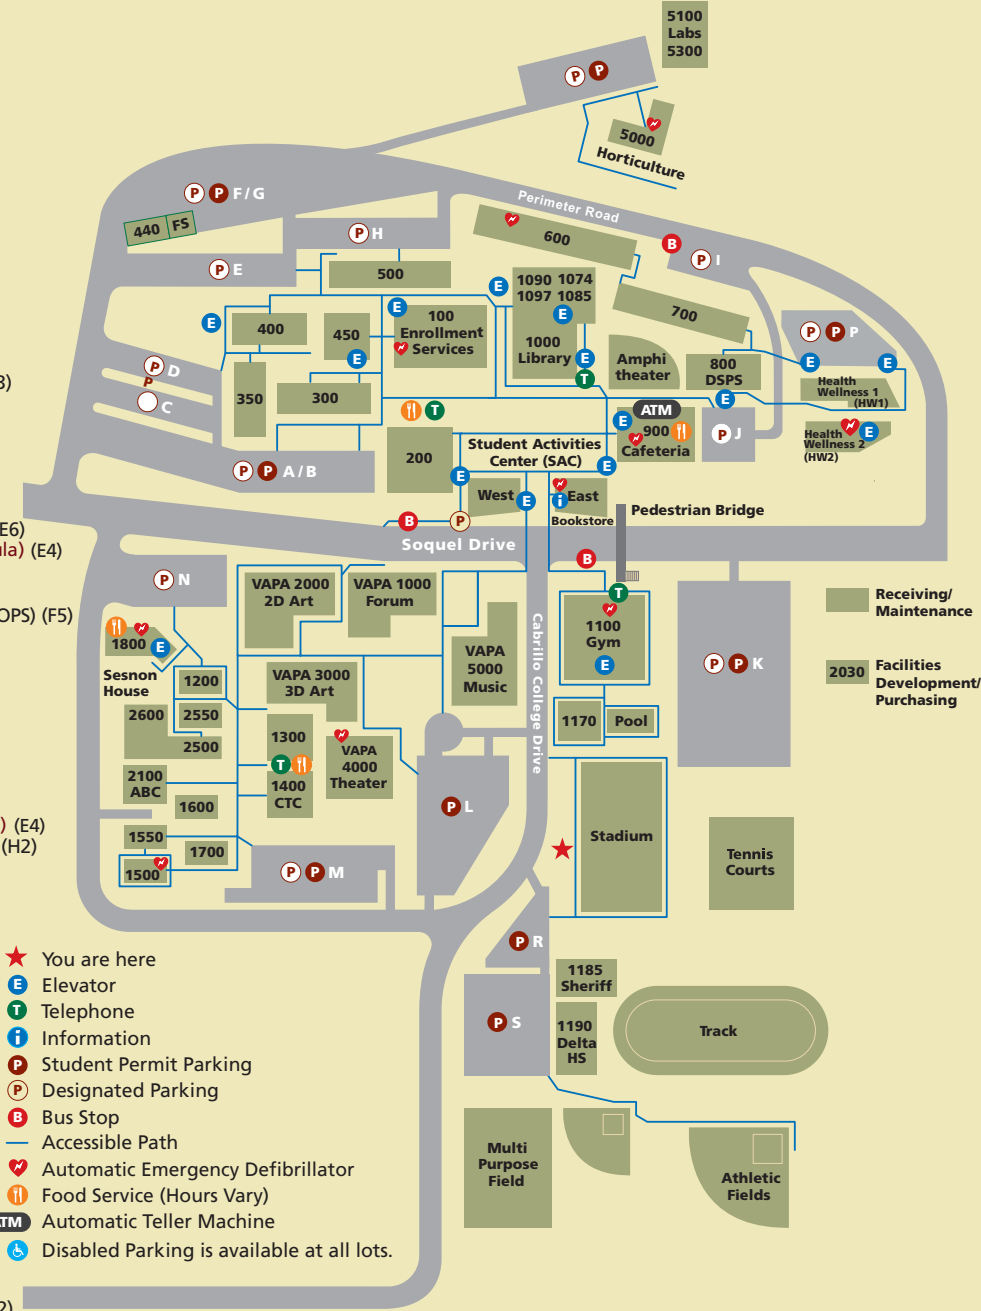 5100
Labs
5300
P P
5000
Horticulture
P P F/G
440 FS
Perimeter Road
P H
600
B
P I
P E
500
E
1090 1074
1097 1085
E
700
E
E
400
450
E
100
Enrollment
Services
1000
Library
E
T
Amphi
theater
P P P
E
E
P D
P
C
3)
350
300
800
DSPS
E
Health
Wellness 1
(HW1)
T
ATM
E
900
Cafeteria
P J
Health
Wellness 2
(HW2)
E
200
Student Activities
Center (SAC)
E
E
P P A/B
West
E
i
East
Bookstore
Pedestrian Bridge
B
P
Soquel Drive
B
E6)
ula) (E4)
OPS) (F5)
P N
VAPA 2000
2D Art
VAPA 1000
Forum
T
1100
Gym
E
Receiving/
Maintenance
1800
E
Sesnon
House
1200
VAPA 3000
3D Art
VAPA
5000
Music
Cabrillo College Drive
P P K
2030
Facilities
Development/
Purchasing
2600
2550
2500
1300
T
1400
CTC
VAPA
4000
Theater
1170
Pool
2100
ABC
1600
P L
) (E4)
(H2)
1550
1700
1500
P P M
Stadium
Tennis
Courts
P R
You are here
E Elevator
T Telephone
i Information
P Student Permit Parking
P Designated Parking
B Bus Stop
Accessible Path
Automatic Emergency Defibrillator
Food Service (Hours Vary)
ATM Automatic Teller Machine
Disabled Parking is available at all lots.
1185
Sheriff
P S
1190
Delta
HS
Track
Multi
Purpose
Field
Athletic
Fields
2)